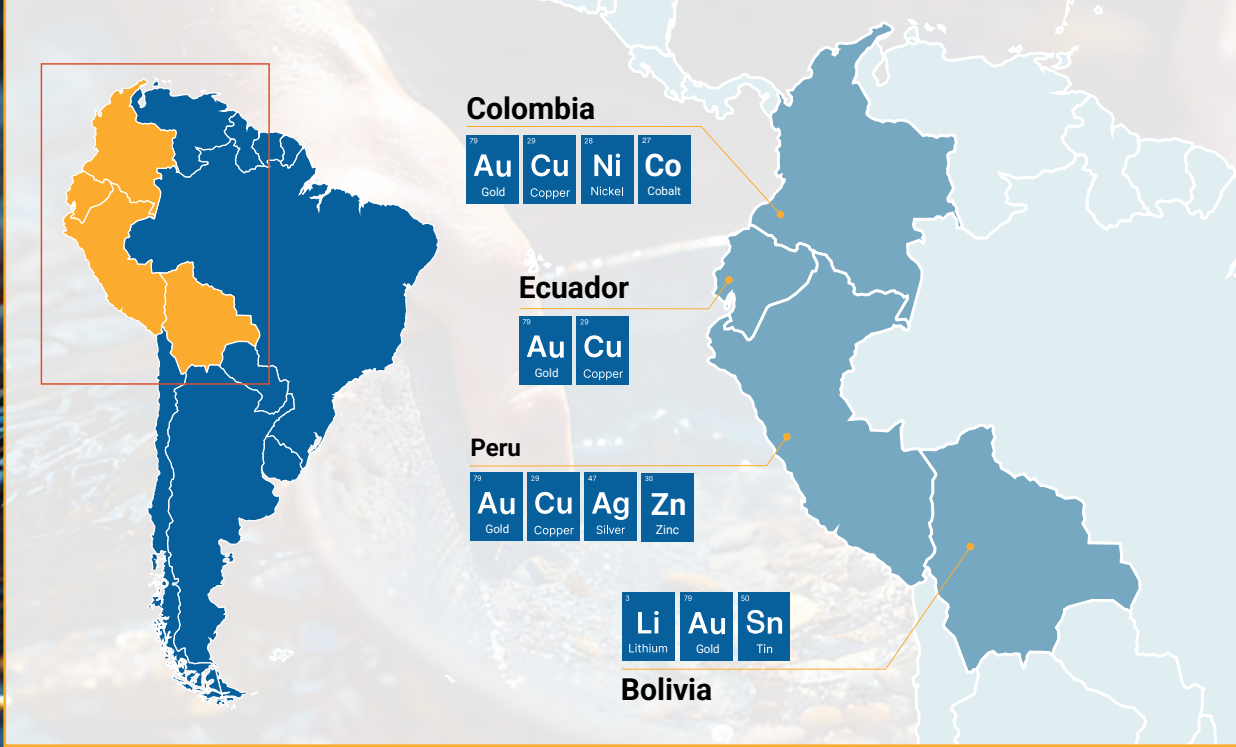 Colombia
79 29 28 27
Au Cu Ni Co
Gold Copper Nickel Cobalt
Ecuador
79 29
Au Cu
Gold Copper
Peru
79 29 47 30
Au Cu Ag Zn
Gold Copper Silver Zinc
3 79 50
Li Au Sn
Lithium Gold Tin
Bolivia